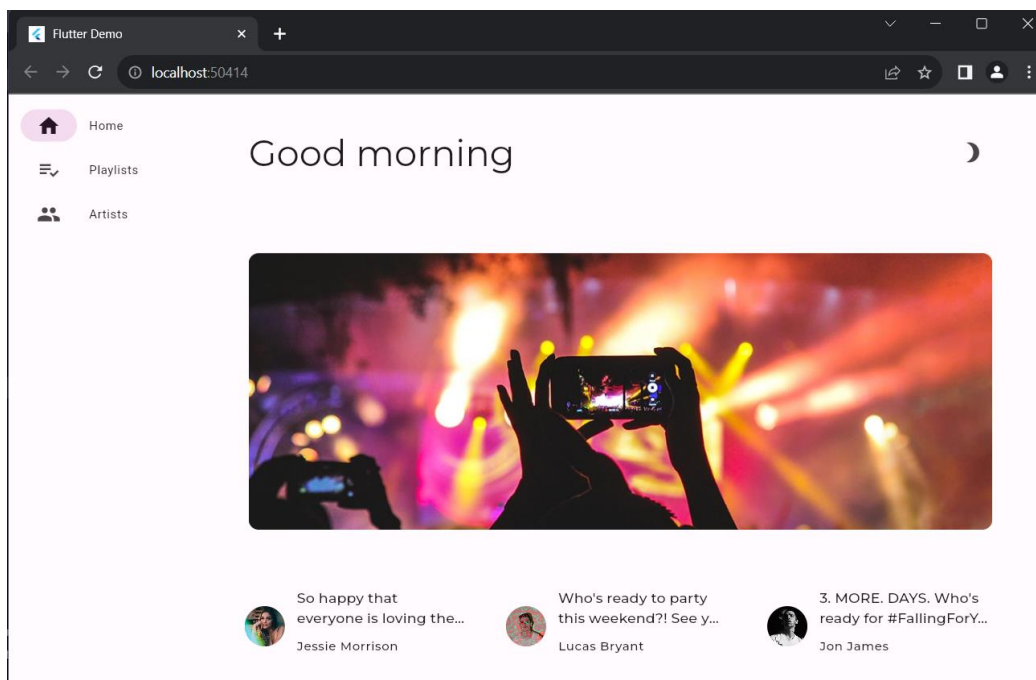 Flutter Demo
localhost:50414
Home
Playlists
Artists
Good morning
So happy that
everyone is loving the...
Jessie Morrison
Who's ready to party
this weekend?! See y...
Lucas Bryant
3. MORE. DAYS. Who's
ready for #FallingForY...
Jon James